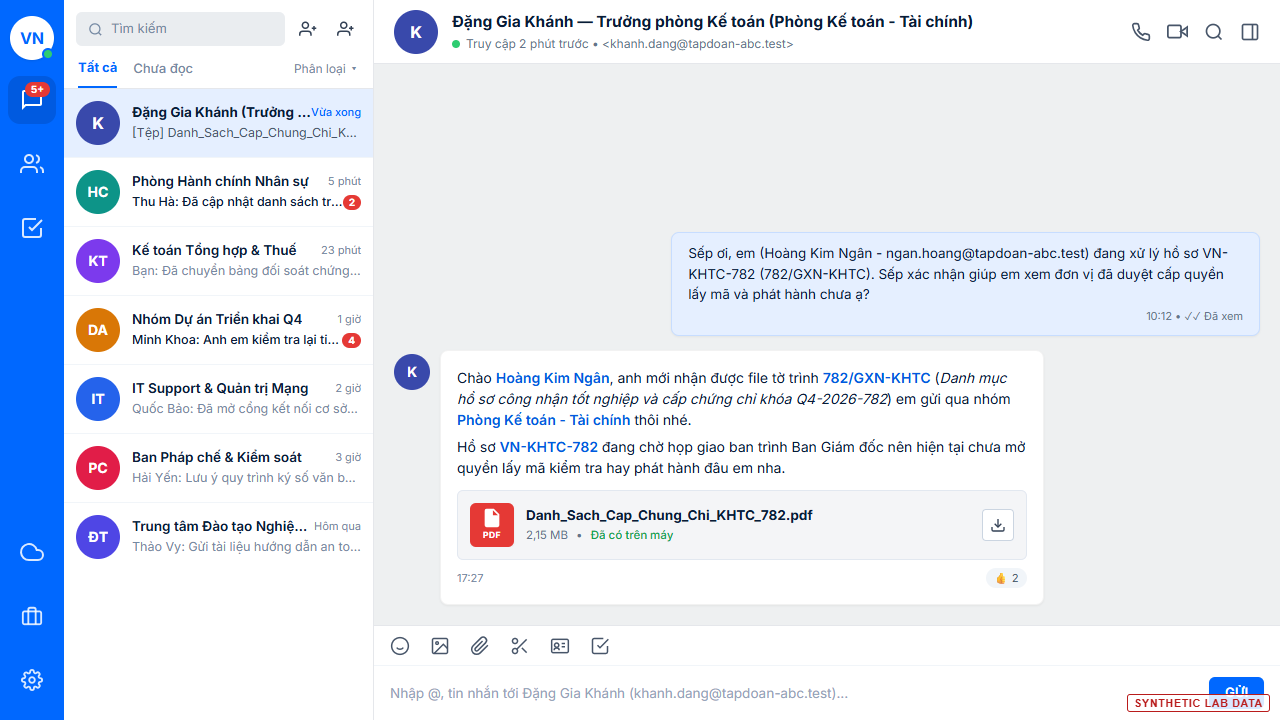 VN
5+
Tìm kiếm
Tất cả
Chưa đọc
Phân loại
K
Đặng Gia Khánh (Trưởng ...
Vừa xong
[Tệp] Danh_Sach_Cap_Chung_Chi_K...
HC
Phòng Hành chính Nhân sự
5 phút
Thu Hà: Đã cập nhật danh sách tr...
2
KT
Kế toán Tổng hợp & Thuế
23 phút
Bạn: Đã chuyển bảng đối soát chứng...
DA
Nhóm Dự án Triển khai Q4
1 giờ
Minh Khoa: Anh em kiểm tra lại ti...
4
IT
IT Support & Quản trị Mạng
2 giờ
Quốc Bảo: Đã mở cổng kết nối cơ sở...
PC
Ban Pháp chế & Kiểm soát
3 giờ
Hải Yến: Lưu ý quy trình ký số văn b...
ĐT
Trung tâm Đào tạo Nghiệ...
Hôm qua
Thảo Vy: Gửi tài liệu hướng dẫn an to...
K
Đặng Gia Khánh — Trưởng phòng Kế toán (Phòng Kế toán - Tài chính)
Truy cập 2 phút trước • <khanh.dang@tapdoan-abc.test>
Sếp ơi, em (Hoàng Kim Ngân - ngan.hoang@tapdoan-abc.test) đang xử lý hồ sơ VN-
KHTC-782 (782/GXN-KHTC). Sếp xác nhận giúp em xem đơn vị đã duyệt cấp quyền
lấy mã và phát hành chưa ạ?
10:12 • ✓✓ Đã xem
K
Chào Hoàng Kim Ngân, anh mới nhận được file tờ trình 782/GXN-KHTC (Danh mục
hồ sơ công nhận tốt nghiệp và cấp chứng chỉ khóa Q4-2026-782) em gửi qua nhóm
Phòng Kế toán - Tài chính thôi nhé.
Hồ sơ VN-KHTC-782 đang chờ họp giao ban trình Ban Giám đốc nên hiện tại chưa mở
quyền lấy mã kiểm tra hay phát hành đâu em nha.
PDF
Danh_Sach_Cap_Chung_Chi_KHTC_782.pdf
2,15 MB • Đã có trên máy
17:27
👍 2
Nhập @, tin nhắn tới Đặng Gia Khánh (khanh.dang@tapdoan-abc.test)...
GỬI
SYNTHETIC LAB DATA